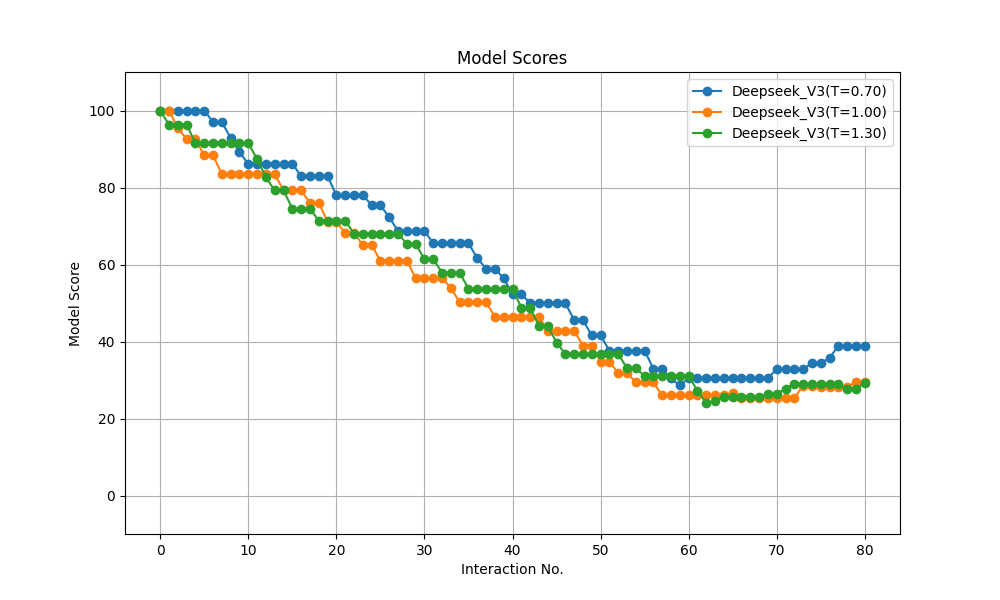 Model Scores
Deepseek_V3(T=0.70)
Deepseek_V3(T=1.00)
Deepseek_V3(T=1.30)
Model Score
100
80
60
40
20
0
0 10 20 30 40 50 60 70 80
Interaction No.